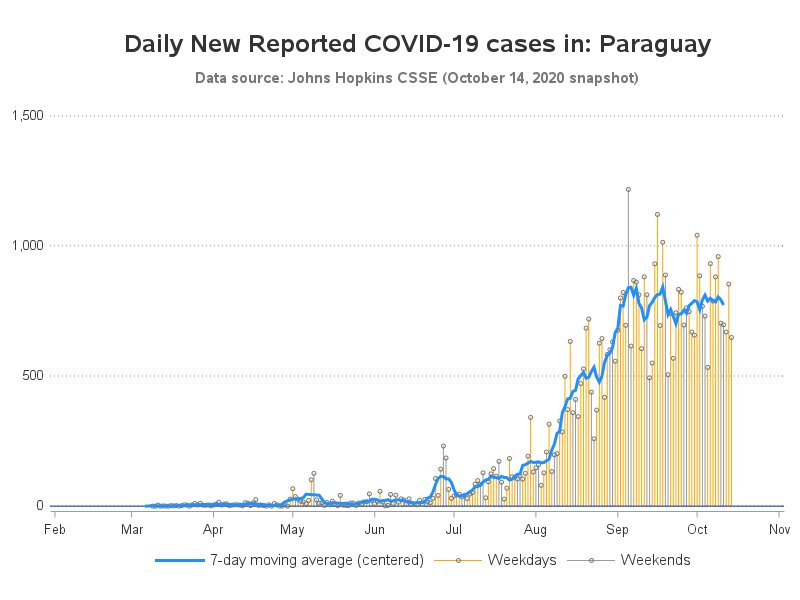 Daily New Reported COVID-19 cases in: Paraguay
Data source: Johns Hopkins CSSE (October 14, 2020 snapshot)
1,500
1,000
500
0
Feb Mar Apr May Jun Jul Aug Sep Oct Nov
7-day moving average (centered) Weekdays Weekends